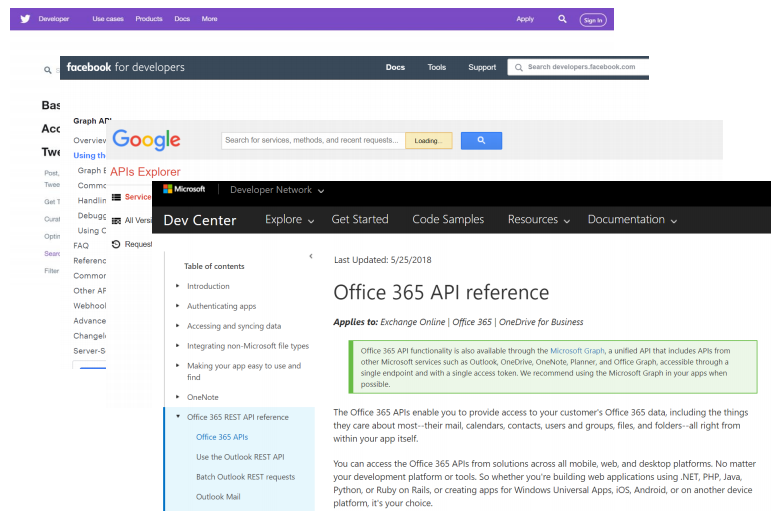 Developer Use cases Products Docs More Apply Sign In
facebook for developers Docs Tools Support Search developers.facebook.com
Bas
Acc
Twe
Post,
Twee
Get T
Curat
Optin
Searc
Filter
Graph API
Overview
Using th
Graph E
Commo
Handlin
Debugg
Using C
FAQ
Referenc
Common
Other AP
Webhool
Advance
Changel
Server-S
Google Search for services, methods, and recent requests... Loading...
APIs Explorer
Service
All Versi
Request
Microsoft Developer Network
Dev Center Explore Get Started Code Samples Resources Documentation
Table of contents
Introduction
Authenticating apps
Accessing and syncing data
Integrating non-Microsoft file types
Making your app easy to use and
find
OneNote
Office 365 REST API reference
Office 365 APIs
Use the Outlook REST API
Batch Outlook REST requests
Outlook Mail
Last Updated: 5/25/2018
Office 365 API reference
Applies to: Exchange Online | Office 365 | OneDrive for Business
Office 365 API functionality is also available through the Microsoft Graph, a unified API that includes APIs from
other Microsoft services such as Outlook, OneDrive, OneNote, Planner, and Office Graph, accessible through a
single endpoint and with a single access token. We recommend using the Microsoft Graph in your apps when
possible.
The Office 365 APIs enable you to provide access to your customer's Office 365 data, including the things
they care about most--their mail, calendars, contacts, users and groups, files, and folders--all right from
within your app itself.
You can access the Office 365 APIs from solutions across all mobile, web, and desktop platforms. No matter
your development platform or tools. So whether you're building web applications using .NET, PHP, Java,
Python, or Ruby on Rails, or creating apps for Windows Universal Apps, iOS, Android, or on another device
platform, it's your choice.